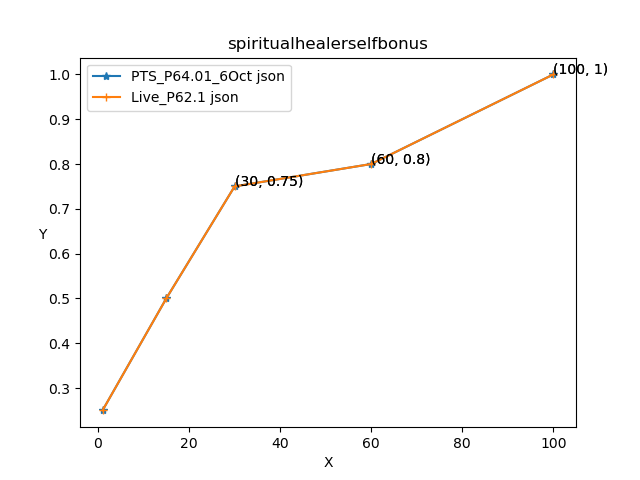 spiritualhealerselfbonus
PTS_P64.01_6Oct json
Live_P62.1 json
(100, 1)
(60, 0.8)
(30, 0.75)
Y
1.0
0.9
0.8
0.7
0.6
0.5
0.4
0.3
0 20 40 60 80 100
X